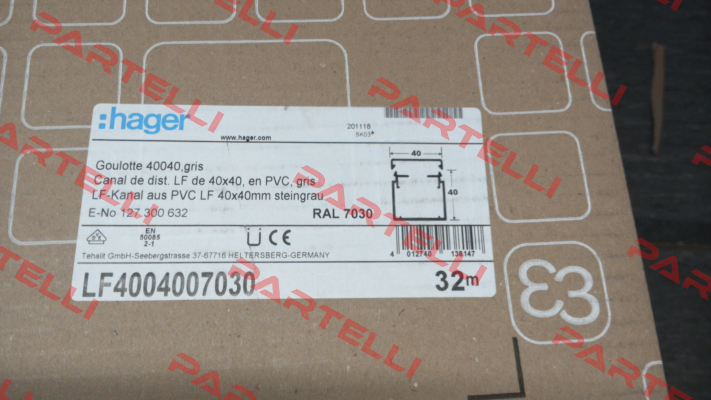 :hager
www.hager.com
201118
SK03
Goulotte 40040,gris
Canal de dist. LF de 40x40, en PVC, gris
LF-Kanal aus PVC LF 40x40mm steingrau
E-No 127 300 632
RAL 7030
40
40
EN
50085
2-1
CE
Tehalit GmbH-Seebergstrasse 37-67716 HELTERSBERG-GERMANY
4 012740 138147
LF4004007030
32m
PARTELLI
PARTELLI
PARTELLI
PARTELLI
PARTELLI
PARTELLI
PARTELLI